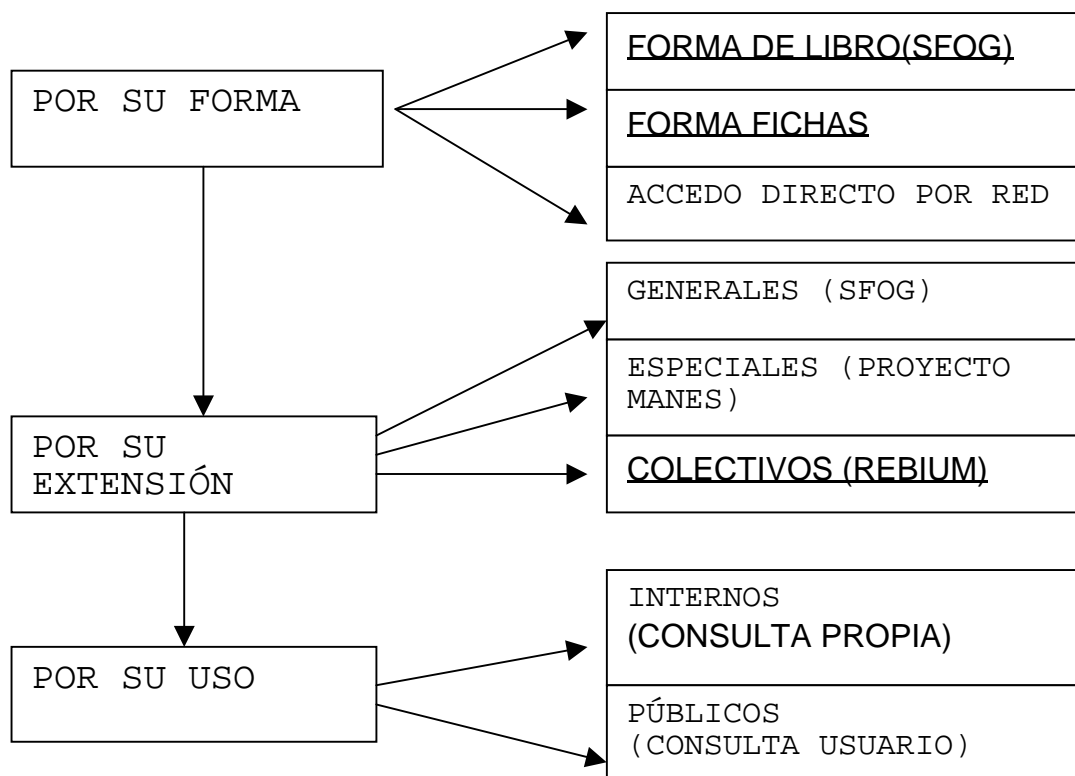 POR SU FORMA
FORMA DE LIBRO(SFOG)
FORMA FICHAS
ACCEDO DIRECTO POR RED
POR SU
EXTENSIÓN
GENERALES (SFOG)
ESPECIALES (PROYECTO
MANES)
COLECTIVOS (REBIUM)
POR SU USO
INTERNOS
(CONSULTA PROPIA)
PÚBLICOS
(CONSULTA USUARIO)